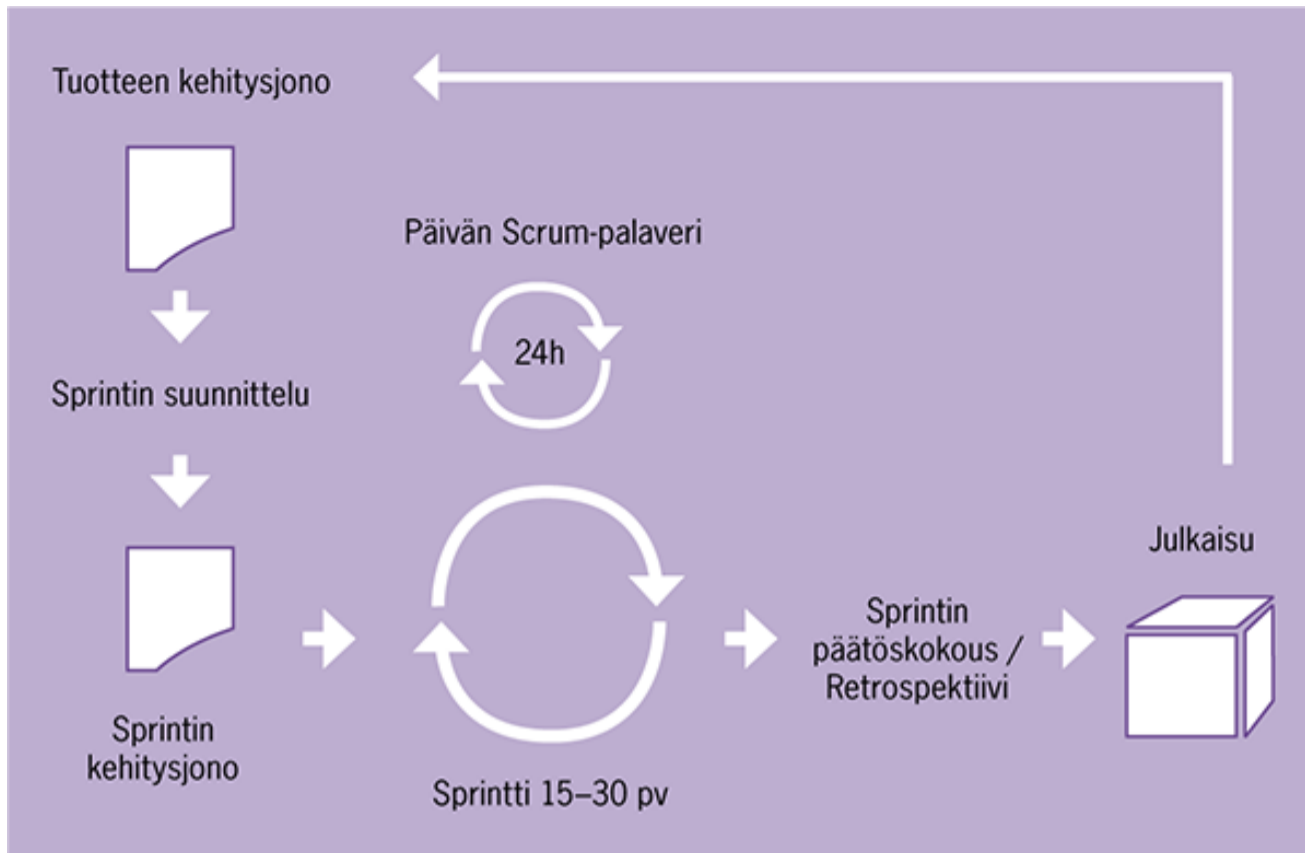 Tuotteen kehitysjono
Päivän Scrum-palaveri
24h
Sprintin suunnittelu
Sprintin
kehitysjono
Sprintti 15–30 pv
Sprintin
päätöskokous /
Retrospektiivi
Julkaisu